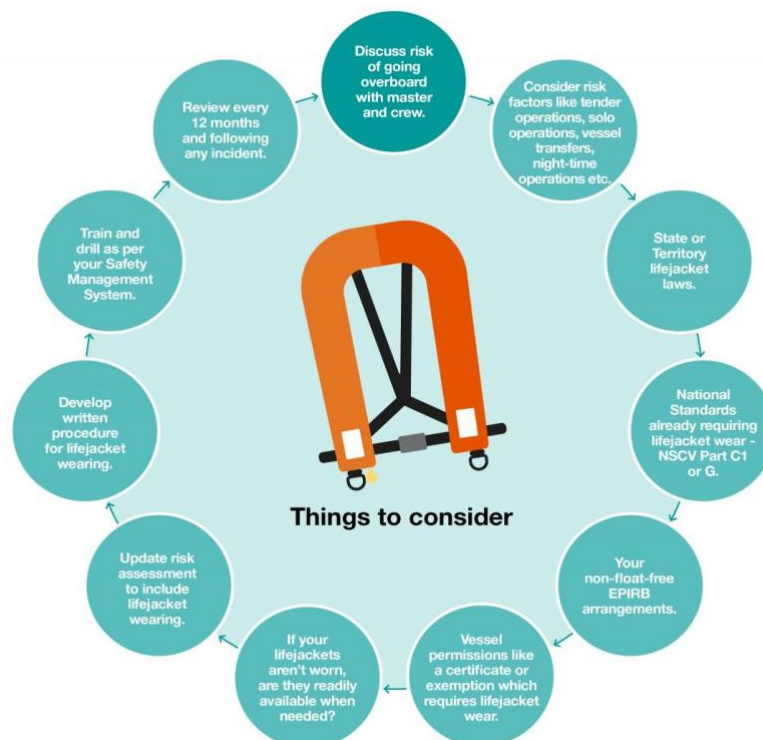 Discuss risk
of going
overboard
with master
and crew.
Consider risk
factors like tender
operations, solo
operations, vessel
transfers,
night-time
operations etc.
State or
Territory
lifejacket
laws.
National
Standards
already requiring
lifejacket wear -
NSCV Part C1
or G.
Your
non-float-free
EPIRB
arrangements.
Vessel
permissions like
a certificate or
exemption which
requires lifejacket
wear.
If your
lifejackets
aren't worn,
are they readily
available when
needed?
Update risk
assessment
to include
lifejacket
wearing.
Develop
written
procedure
for lifejacket
wearing.
Train and
drill as per
your Safety
Management
System.
Review every
12 months
and following
any incident.
Things to consider